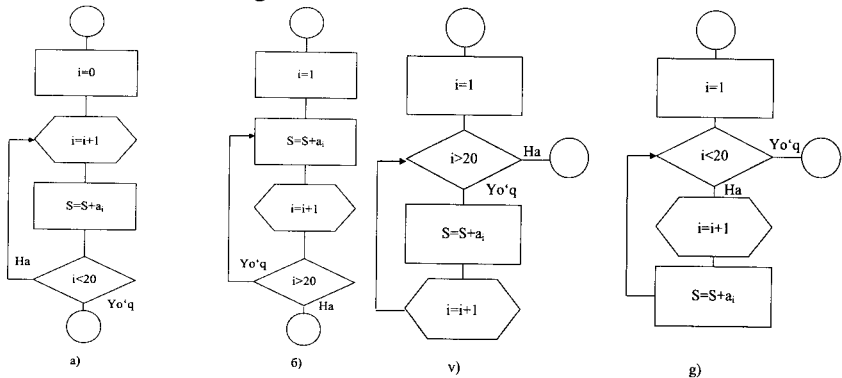 i=0
i=i+1
S=S+aᵢ
Ha
i<20
Yo‘q
a)
i=1
S=S+aᵢ
i=i+1
Yo‘q
i>20
Ha
б)
i=1
i>20
Ha
Yo‘q
S=S+aᵢ
i=i+1
v)
i=1
i<20
Yo‘q
Ha
i=i+1
S=S+aᵢ
g)